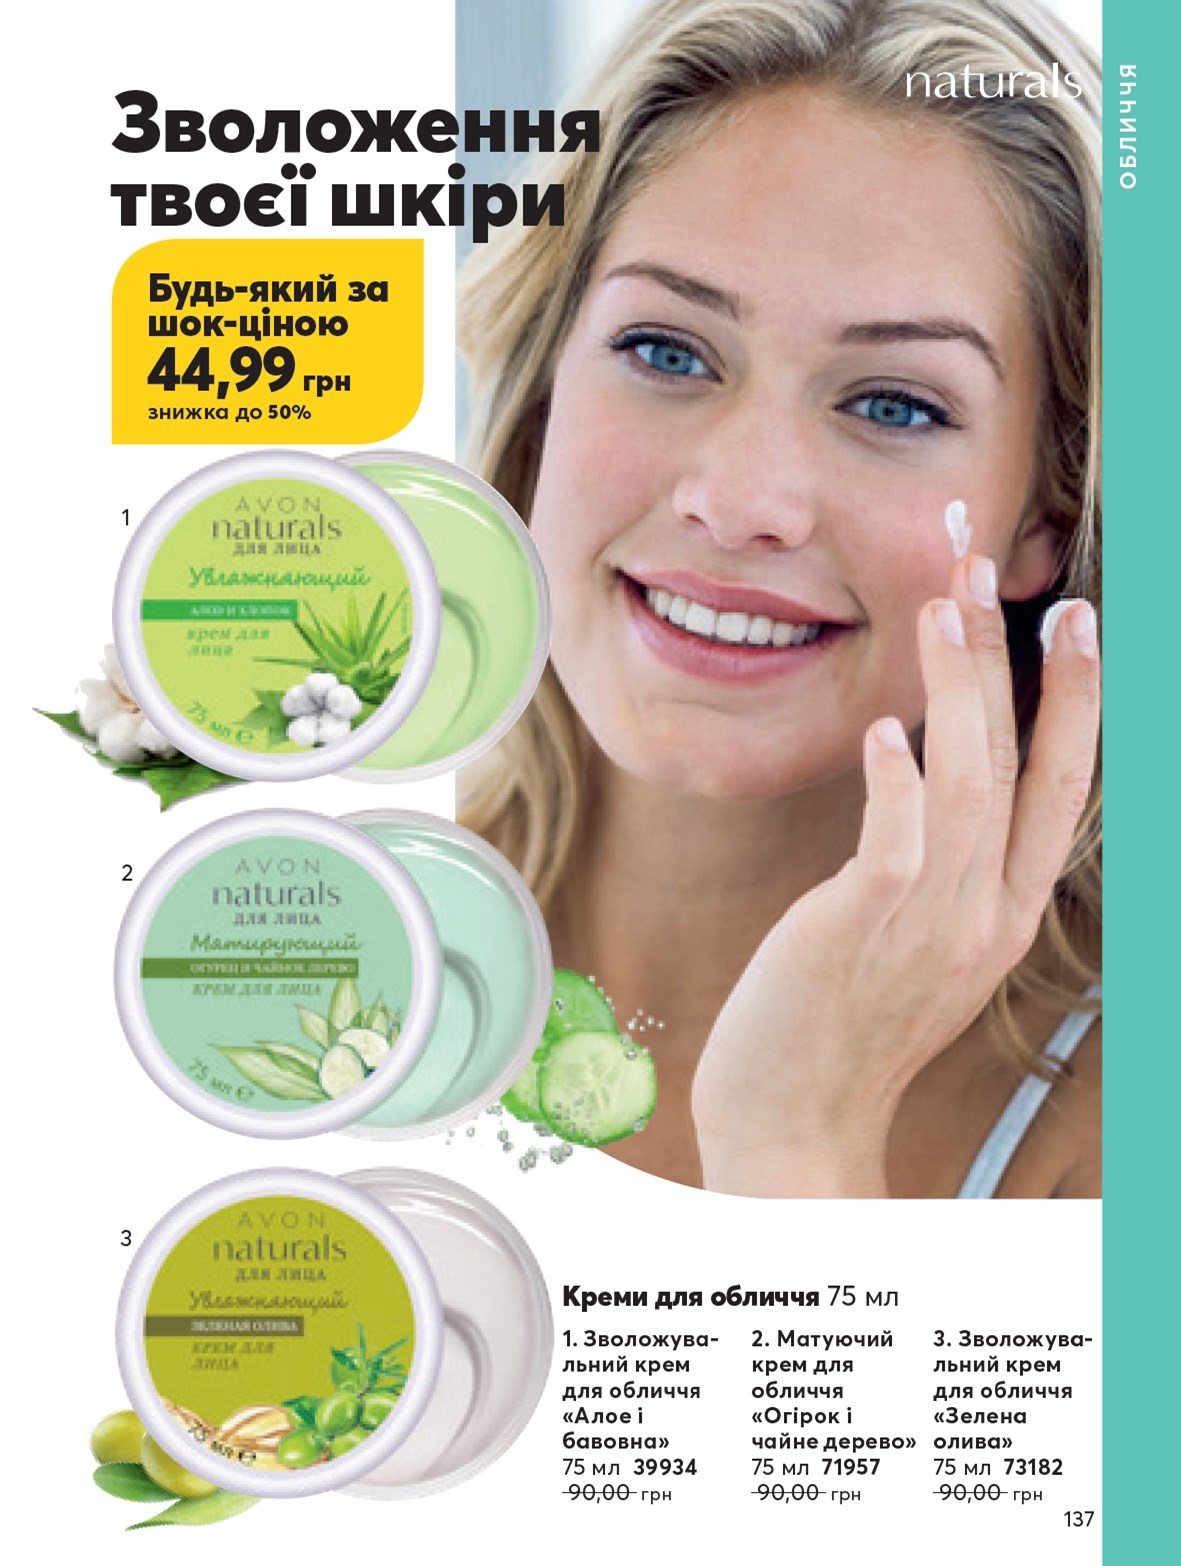 naturals
ОБЛИЧЧЯ
Зволоження
твоєї шкіри
Будь-який за
шок-ціною
44,99 грн
знижка до 50%
1
AVON
naturals
ДЛЯ ЛИЦА
Увлажняющий
АЛОЭ И ХЛОПОК
крем для
лица
75 мл ℮
2
AVON
naturals
ДЛЯ ЛИЦА
Матирующий
ОГУРЕЦ И ЧАЙНОЕ ДЕРЕВО
КРЕМ ДЛЯ ЛИЦА
75 мл ℮
3
AVON
naturals
ДЛЯ ЛИЦА
Увлажняющий
ЗЕЛЕНАЯ ОЛИВА
КРЕМ ДЛЯ
ЛИЦА
75 мл ℮
Креми для обличчя 75 мл
1. Зволожува-
льний крем
для обличчя
«Алое і
бавовна»
75 мл 39934
90,00 грн
2. Матуючий
крем для
обличчя
«Огірок і
чайне дерево»
75 мл 71957
90,00 грн
3. Зволожува-
льний крем
для обличчя
«Зелена
олива»
75 мл 73182
90,00 грн
137